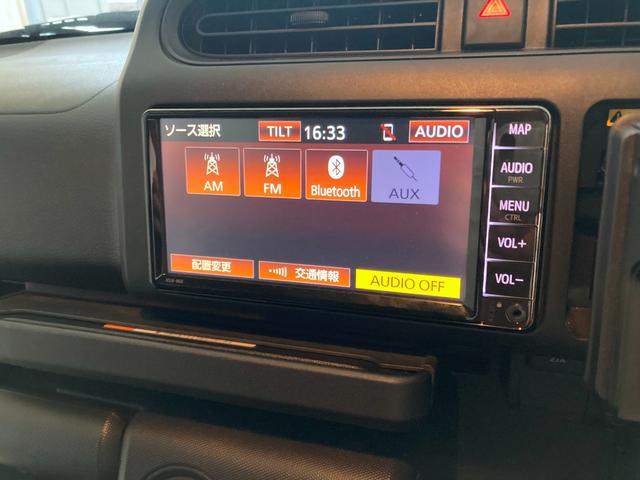 ソース選択 TILT 16:33 AUDIO
AM FM Bluetooth AUX
配置変更 交通情報 AUDIO OFF
MAP
AUDIO
PWR
MENU
CTRL
VOL+
VOL-